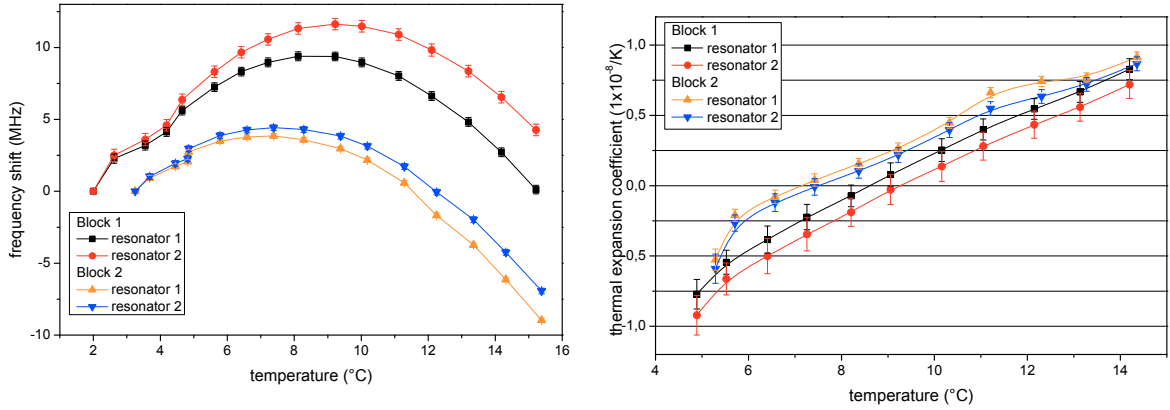 frequency shift (MHz)
10
5
0
-5
-10
Block 1
resonator 1
resonator 2
Block 2
resonator 1
resonator 2
2 4 6 8 10 12 14 16
temperature (°C)
thermal expansion coefficient (1x10⁻⁸/K)
1,0
0,5
0,0
-0,5
-1,0
Block 1
resonator 1
resonator 2
Block 2
resonator 1
resonator 2
4 6 8 10 12 14
temperature (°C)